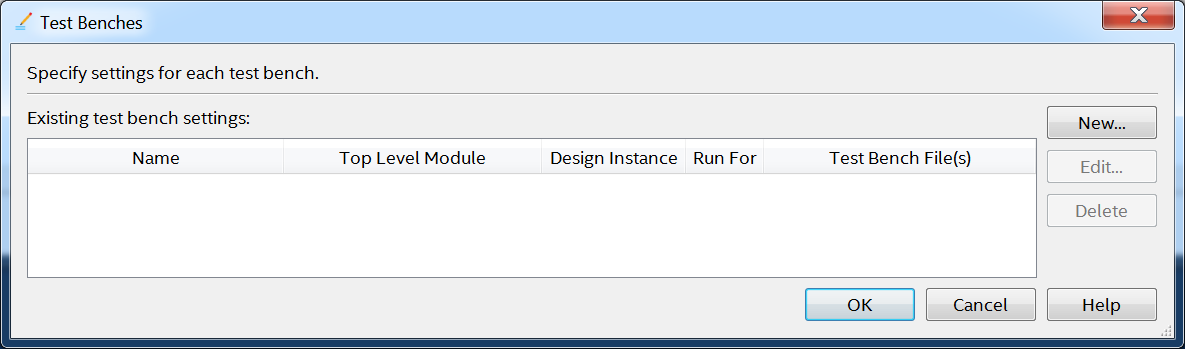 Test Benches
Specify settings for each test bench.
Existing test bench settings:
New...
Name Top Level Module Design Instance Run For Test Bench File(s)
Edit...
Delete
OK Cancel Help